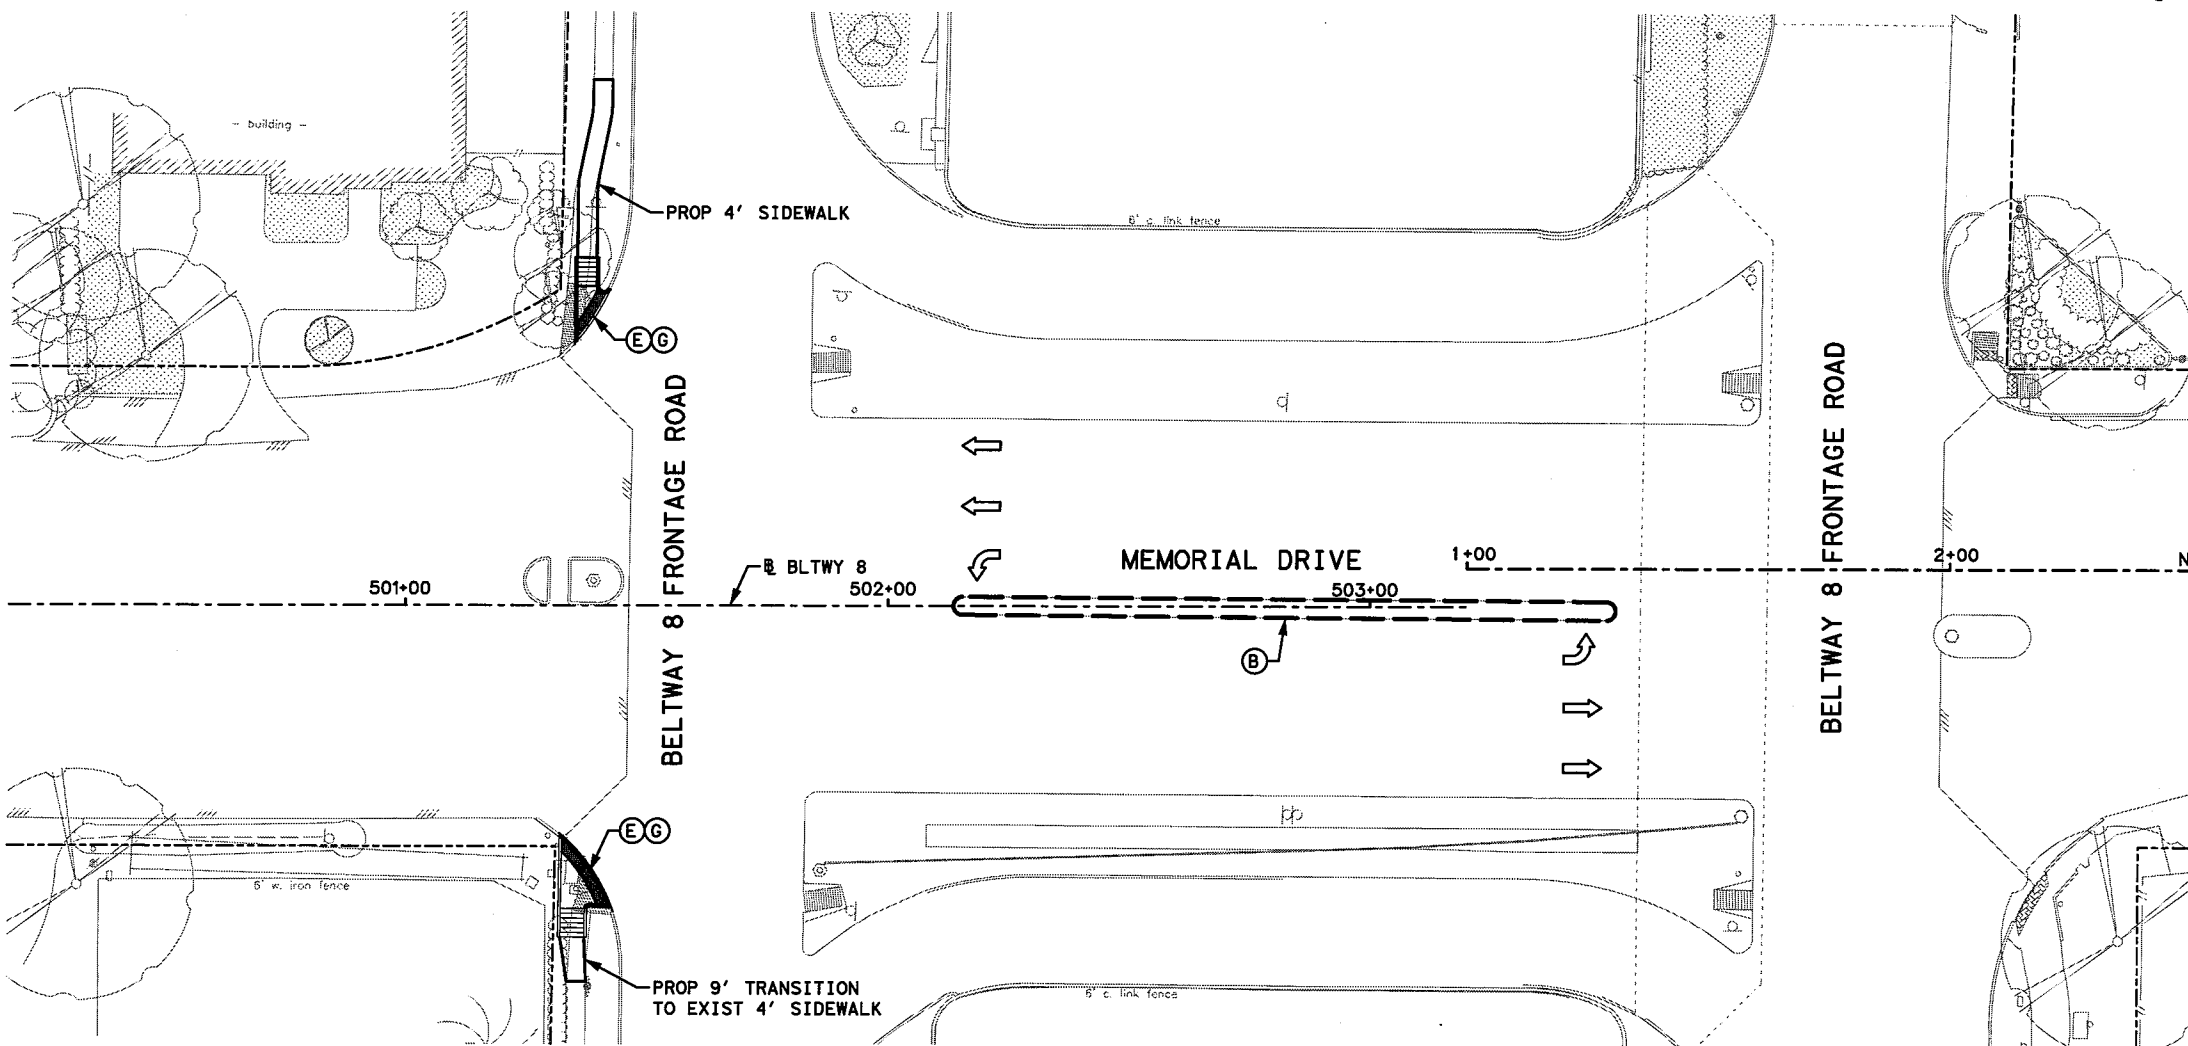 - building -
PROP 4' SIDEWALK
6' c. link fence
E G
BELTWAY 8 FRONTAGE ROAD
BELTWAY 8 FRONTAGE ROAD
MEMORIAL DRIVE
1+00
2+00
N
BLTWY 8
501+00
502+00
503+00
B
E G
6' w. iron fence
PROP 9' TRANSITION
TO EXIST 4' SIDEWALK
6' c. link fence